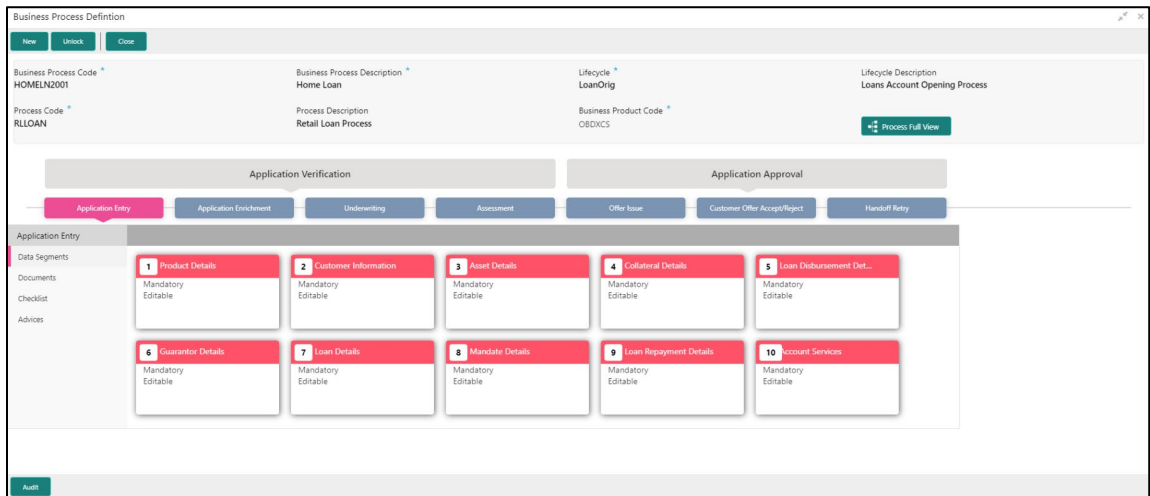 Business Process Defintion
New Unlock Close
Business Process Code * Business Process Description * Lifecycle * Lifecycle Description
HOMELN2001 Home Loan LoanOrig Loans Account Opening Process
Process Code * Process Description Business Product Code *
RLLOAN Retail Loan Process OBDXCS Process Full View
Application Verification Application Approval
Application Entry Application Enrichment Underwriting Assessment Offer Issue Customer Offer Accept/Reject Handoff Retry
Application Entry
Data Segments
Documents
Checklist
Advices
1 Product Details 2 Customer Information 3 Asset Details 4 Collateral Details 5 Loan Disbursement Det...
Mandatory Mandatory Mandatory Mandatory Mandatory
Editable Editable Editable Editable Editable
6 Guarantor Details 7 Loan Details 8 Mandate Details 9 Loan Repayment Details 10 Account Services
Mandatory Mandatory Mandatory Mandatory Mandatory
Editable Editable Editable Editable Editable
Audit